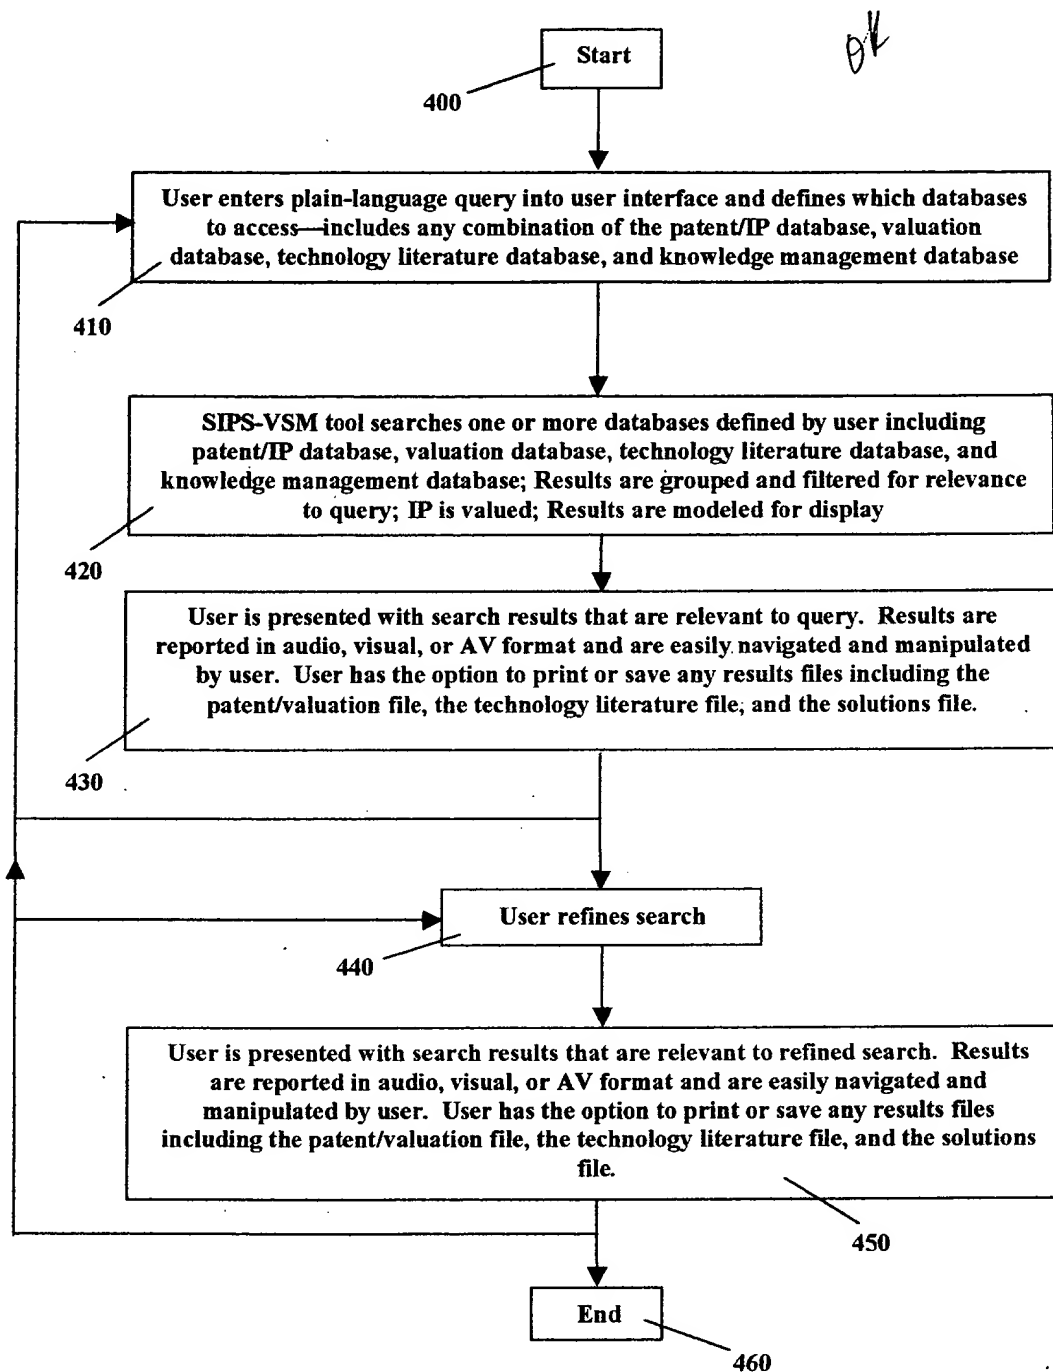 Start
OK
400
User enters plain-language query into user interface and defines which databases
to access—includes any combination of the patent/IP database, valuation
database, technology literature database, and knowledge management database
410
SIPS-VSM tool searches one or more databases defined by user including
patent/IP database, valuation database, technology literature database, and
knowledge management database; Results are grouped and filtered for relevance
to query; IP is valued; Results are modeled for display
420
User is presented with search results that are relevant to query. Results are
reported in audio, visual, or AV format and are easily navigated and manipulated
by user. User has the option to print or save any results files including the
patent/valuation file, the technology literature file, and the solutions file.
430
User refines search
440
User is presented with search results that are relevant to refined search. Results
are reported in audio, visual, or AV format and are easily navigated and
manipulated by user. User has the option to print or save any results files
including the patent/valuation file, the technology literature file, and the solutions
file.
450
End
460